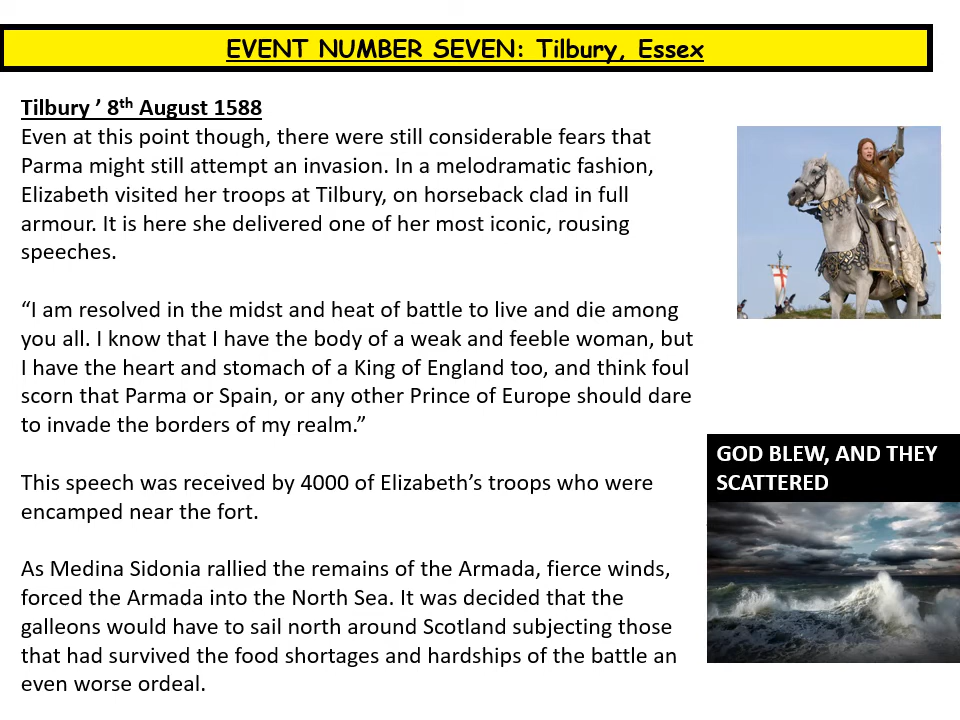 EVENT NUMBER SEVEN: Tilbury, Essex
Tilbury ’ 8th August 1588
Even at this point though, there were still considerable fears that
Parma might still attempt an invasion. In a melodramatic fashion,
Elizabeth visited her troops at Tilbury, on horseback clad in full
armour. It is here she delivered one of her most iconic, rousing
speeches.
“I am resolved in the midst and heat of battle to live and die among
you all. I know that I have the body of a weak and feeble woman, but
I have the heart and stomach of a King of England too, and think foul
scorn that Parma or Spain, or any other Prince of Europe should dare
to invade the borders of my realm.”
This speech was received by 4000 of Elizabeth’s troops who were
encamped near the fort.
As Medina Sidonia rallied the remains of the Armada, fierce winds,
forced the Armada into the North Sea. It was decided that the
galleons would have to sail north around Scotland subjecting those
that had survived the food shortages and hardships of the battle an
even worse ordeal.
GOD BLEW, AND THEY
SCATTERED